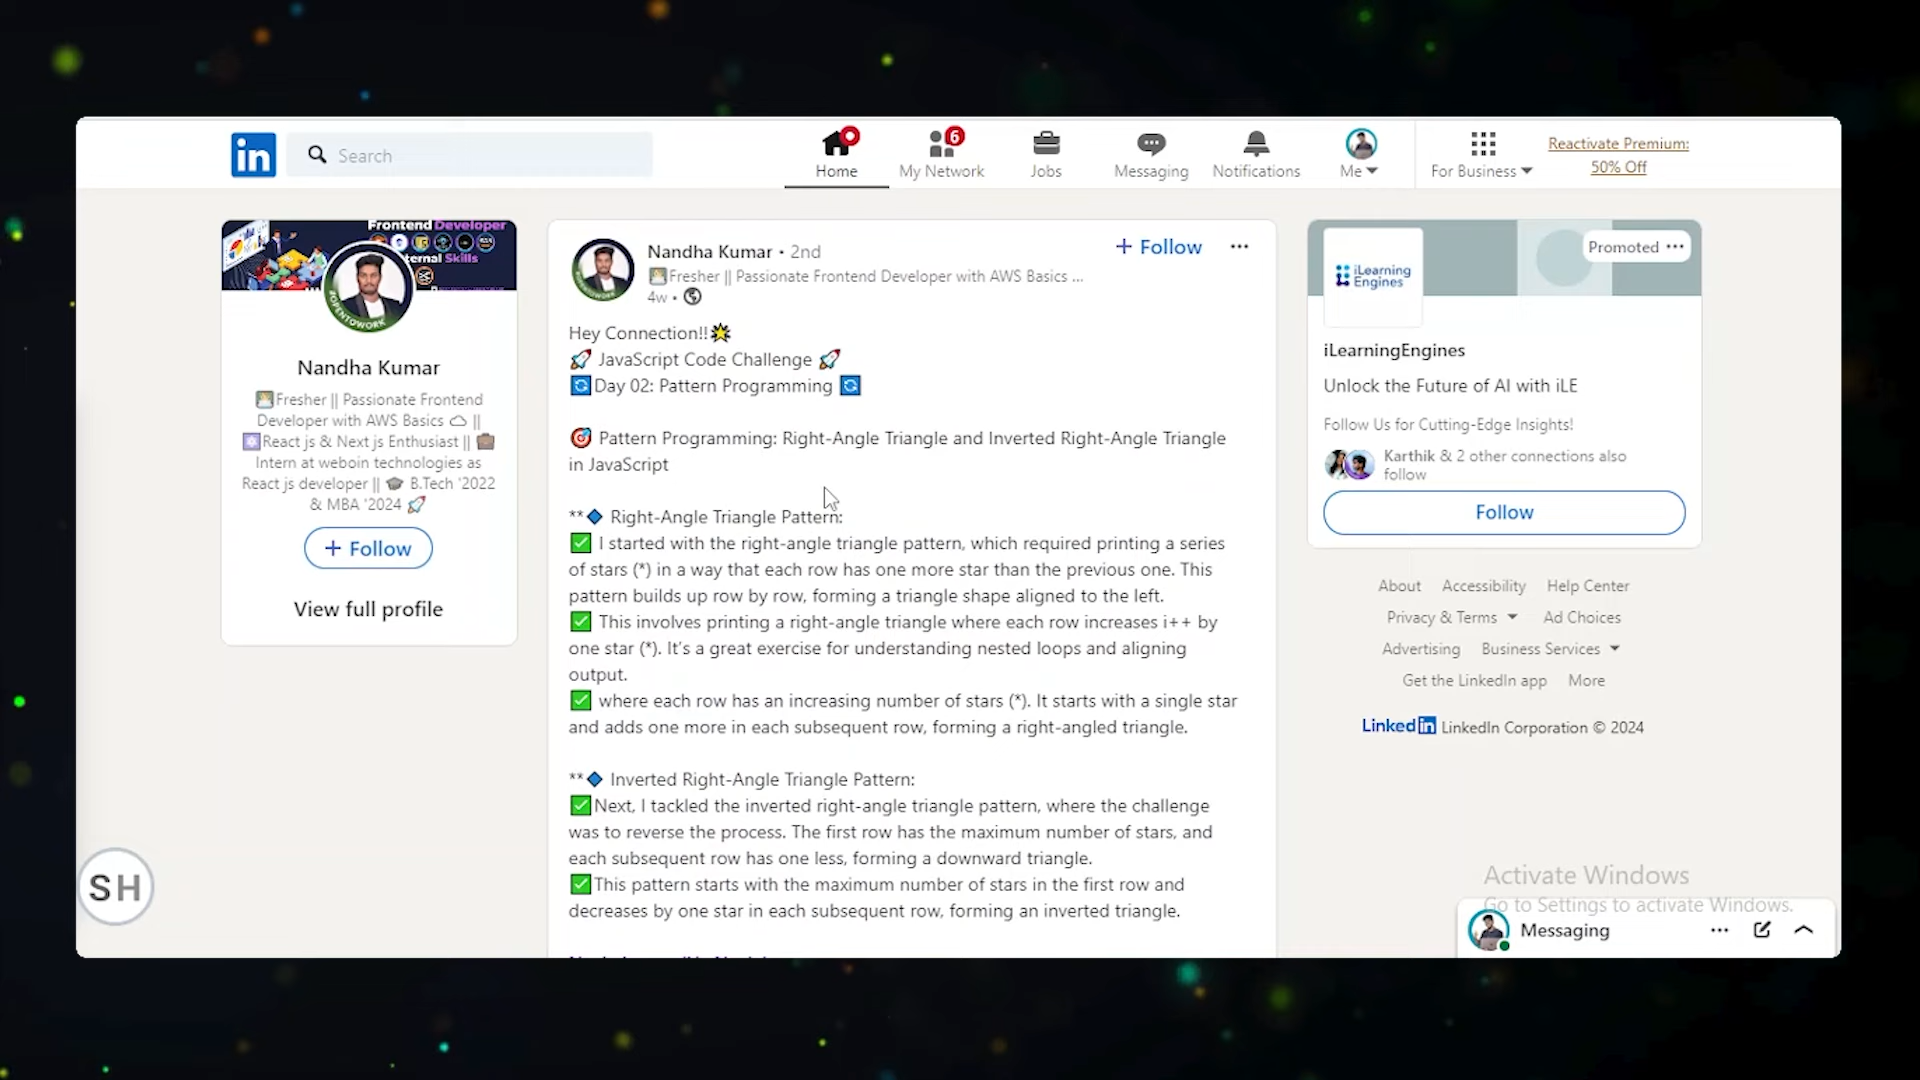 in
Search
Home
6
My Network
Jobs
Messaging
Notifications
Me
For Business
Reactivate Premium:
50% Off
Frontend Developer
ternal Skills
#OPENTOWORK
Nandha Kumar
Fresher || Passionate Frontend
Developer with AWS Basics ||
React js & Next js Enthusiast ||
Intern at weboin technologies as
React js developer || B.Tech '2022
& MBA '2024
+ Follow
View full profile
Nandha Kumar • 2nd
Fresher || Passionate Frontend Developer with AWS Basics ...
4w •
+ Follow
Hey Connection!!
JavaScript Code Challenge
Day 02: Pattern Programming
Pattern Programming: Right-Angle Triangle and Inverted Right-Angle Triangle
in JavaScript
** Right-Angle Triangle Pattern:
I started with the right-angle triangle pattern, which required printing a series
of stars (*) in a way that each row has one more star than the previous one. This
pattern builds up row by row, forming a triangle shape aligned to the left.
This involves printing a right-angle triangle where each row increases i++ by
one star (*). It's a great exercise for understanding nested loops and aligning
output.
where each row has an increasing number of stars (*). It starts with a single star
and adds one more in each subsequent row, forming a right-angled triangle.
** Inverted Right-Angle Triangle Pattern:
Next, I tackled the inverted right-angle triangle pattern, where the challenge
was to reverse the process. The first row has the maximum number of stars, and
each subsequent row has one less, forming a downward triangle.
This pattern starts with the maximum number of stars in the first row and
decreases by one star in each subsequent row, forming an inverted triangle.
Promoted
iLearning
Engines
iLearningEngines
Unlock the Future of AI with iLE
Follow Us for Cutting-Edge Insights!
Karthik & 2 other connections also
follow
Follow
About Accessibility Help Center
Privacy & Terms Ad Choices
Advertising Business Services
Get the LinkedIn app More
LinkedIn LinkedIn Corporation © 2024
SH
Activate Windows
Go to Settings to activate Windows.
Messaging